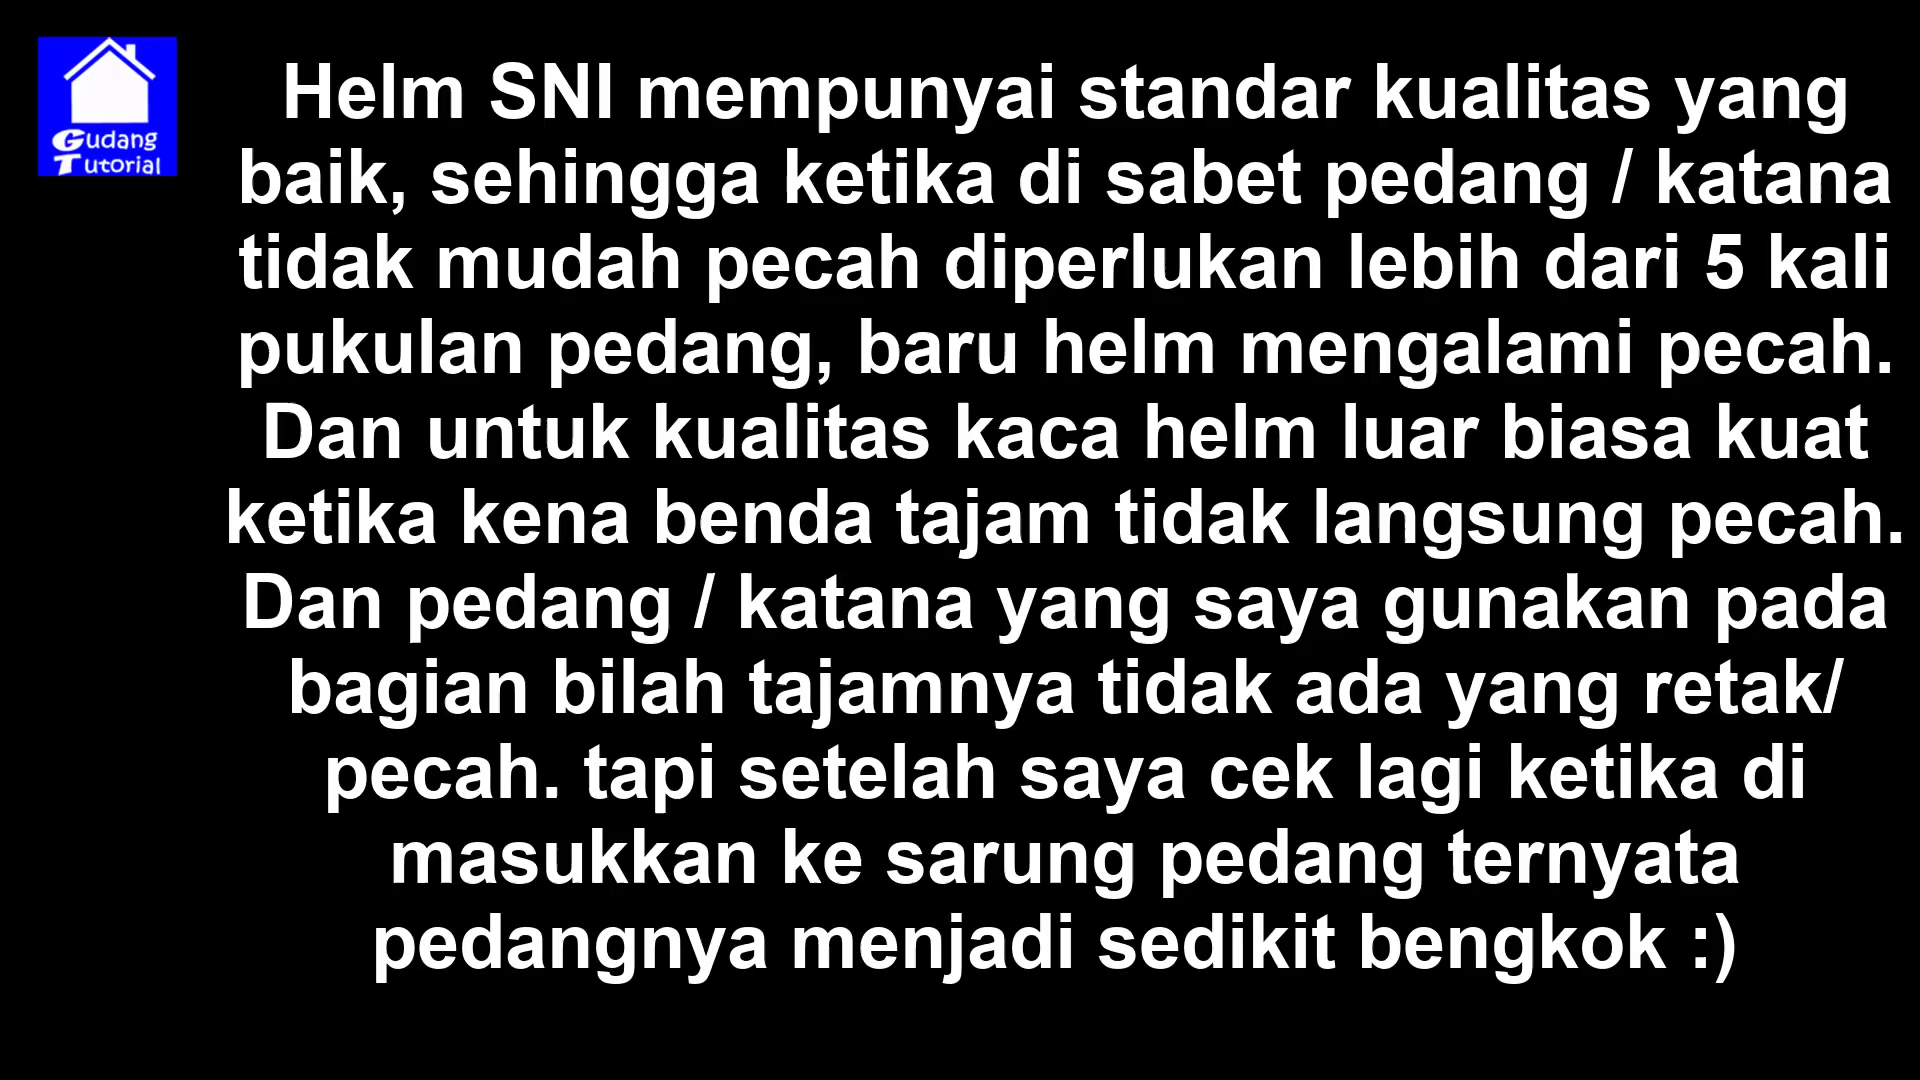 Gudang
Tutorial
Helm SNI mempunyai standar kualitas yang
baik, sehingga ketika di sabet pedang / katana
tidak mudah pecah diperlukan lebih dari 5 kali
pukulan pedang, baru helm mengalami pecah.
Dan untuk kualitas kaca helm luar biasa kuat
ketika kena benda tajam tidak langsung pecah.
Dan pedang / katana yang saya gunakan pada
bagian bilah tajamnya tidak ada yang retak/
pecah. tapi setelah saya cek lagi ketika di
masukkan ke sarung pedang ternyata
pedangnya menjadi sedikit bengkok :)